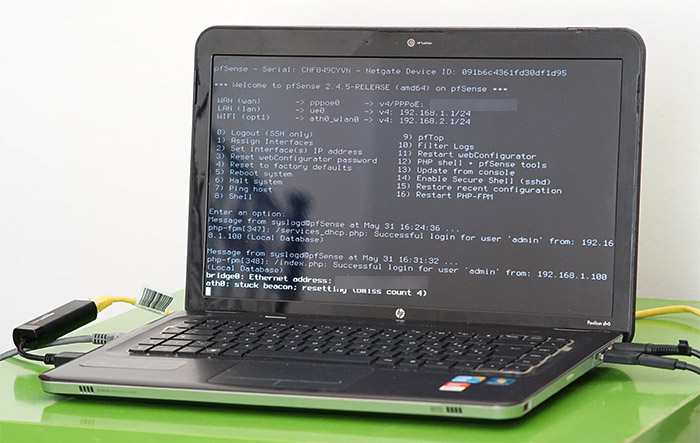 pfSense - Serial: CNF049CYVN - Netgate Device ID: 091b6c4361fd30df1d95
*** Welcome to pfSense 2.4.5-RELEASE (amd64) on pfSense ***
WAN (wan) -> pppoe0 -> v4/PPPoE:
LAN (lan) -> ue0 -> v4: 192.168.1.1/24
WIFI (opt1) -> ath0_wlan0 -> v4: 192.168.2.1/24
0) Logout (SSH only) 9) pfTop
1) Assign Interfaces 10) Filter Logs
2) Set interface(s) IP address 11) Restart webConfigurator
3) Reset webConfigurator password 12) PHP shell + pfSense tools
4) Reset to factory defaults 13) Update from console
5) Reboot system 14) Enable Secure Shell (sshd)
6) Halt system 15) Restore recent configuration
7) Ping host 16) Restart PHP-FPM
8) Shell
Enter an option:
Message from syslogd@pfSense at May 31 16:24:36 ...
php-fpm[347]: /services_dhcp.php: Successful login for user 'admin' from: 192.16
8.1.100 (Local Database)
Message from syslogd@pfSense at May 31 16:31:32 ...
php-fpm[348]: /index.php: Successful login for user 'admin' from: 192.168.1.100
(Local Database)
bridge0: Ethernet address:
ath0: stuck beacon; resetting (bmiss count 4)
hp
Pavilion dv6